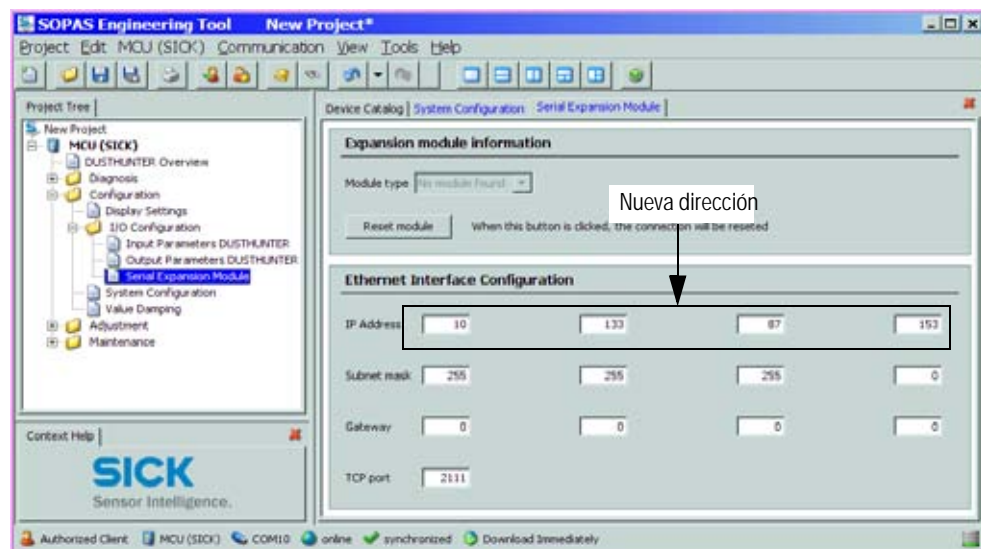 SOPAS Engineering Tool New Project*
Project Edit MCU (SICK) Communication View Tools Help
Project Tree
New Project
MCU (SICK)
DUSTHUNTER Overview
Diagnosis
Configuration
Display Settings
I/O Configuration
Input Parameters DUSTHUNTER
Output Parameters DUSTHUNTER
Serial Expansion Module
System Configuration
Value Damping
Adjustment
Maintenance
Context Help
SICK
Sensor Intelligence.
Device Catalog System Configuration Serial Expansion Module
Expansion module information
Module type No module found
Nueva dirección
Reset module When this button is clicked, the connection will be reseted
Ethernet Interface Configuration
IP Address 10 133 87 153
Subnet mask 255 255 255 0
Gateway 0 0 0 0
TCP port 2111
Authorized Client MCU (SICK) COM10 online synchronized Download Immediately